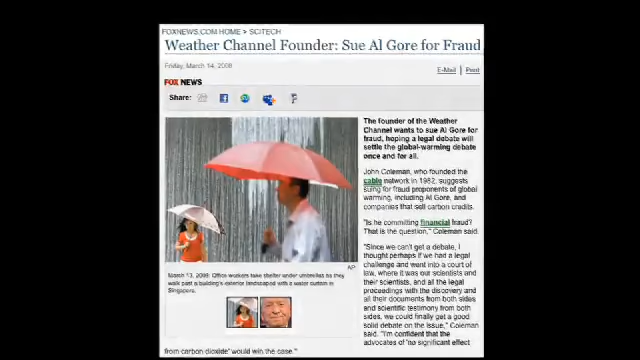 FOXNEWS.COM HOME > SCITECH
Weather Channel Founder: Sue Al Gore for Fraud
Friday, March 14, 2008
E-Mail | Print
FOX NEWS
Share:
The founder of the Weather
Channel wants to sue Al Gore for
fraud, hoping a legal debate will
settle the global-warming debate
once and for all.
John Coleman, who founded the
cable network in 1982, suggests
suing for fraud proponents of global
warming, including Al Gore, and
companies that sell carbon credits.
"Is he committing financial fraud?
That is the question," Coleman said.
"Since we can't get a debate, I
thought perhaps if we had a legal
challenge and went into a court of
law, where it was our scientists and
their scientists, and all the legal
proceedings with the discovery and
all their documents from both sides
and scientific testimony from both
sides, we could finally get a good
solid debate on the issue," Coleman
said. "I'm confident that the
advocates of 'no significant effect
AP
March 13, 2008: Office workers take shelter under umbrellas as they
walk past a building's exterior landscaped with a water curtain in
Singapore.
from carbon dioxide' would win the case."